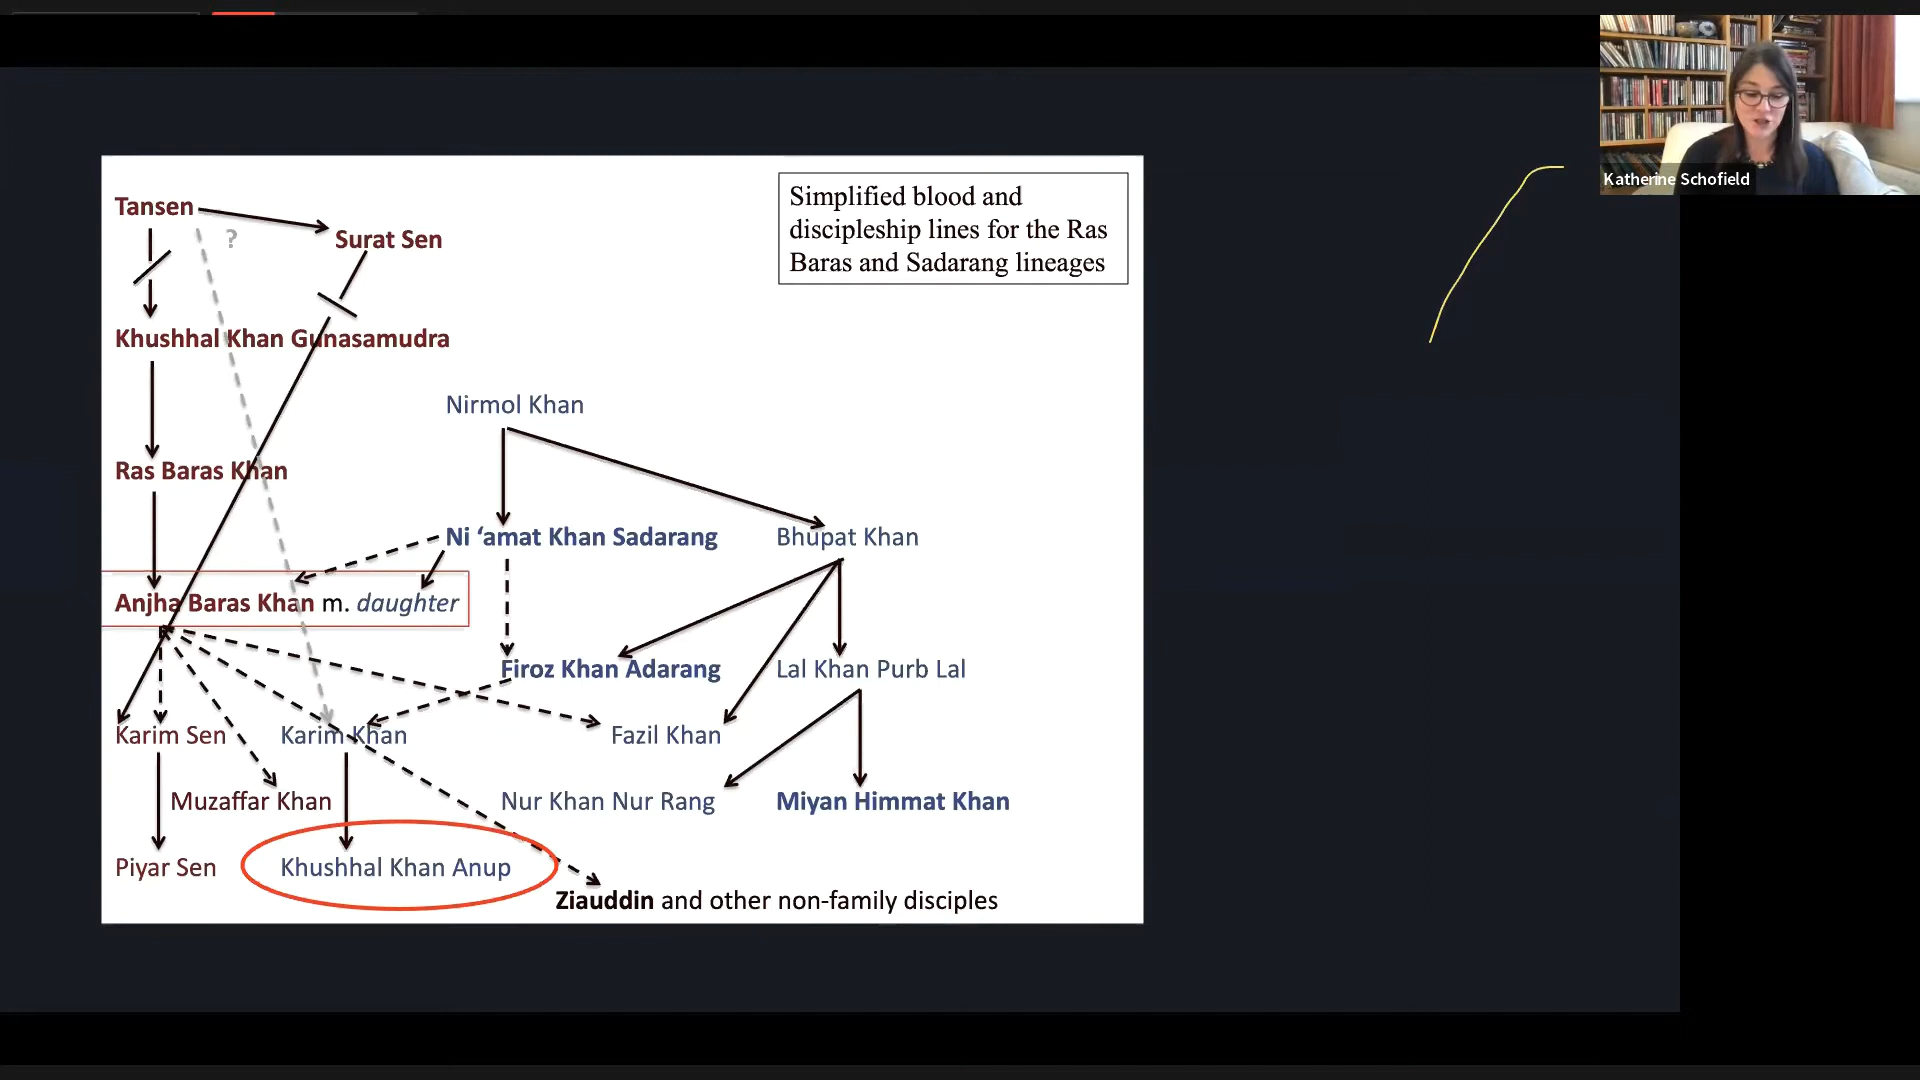 Katherine Schofield
Simplified blood and
discipleship lines for the Ras
Baras and Sadarang lineages
Tansen
?
Surat Sen
Khushhal Khan Gunasamudra
Nirmol Khan
Ras Baras Khan
Ni ‘amat Khan Sadarang
Bhupat Khan
Anjha Baras Khan m. daughter
Firoz Khan Adarang
Lal Khan Purb Lal
Karim Sen
Karim Khan
Fazil Khan
Muzaffar Khan
Nur Khan Nur Rang
Miyan Himmat Khan
Piyar Sen
Khushhal Khan Anup
Ziauddin and other non-family disciples